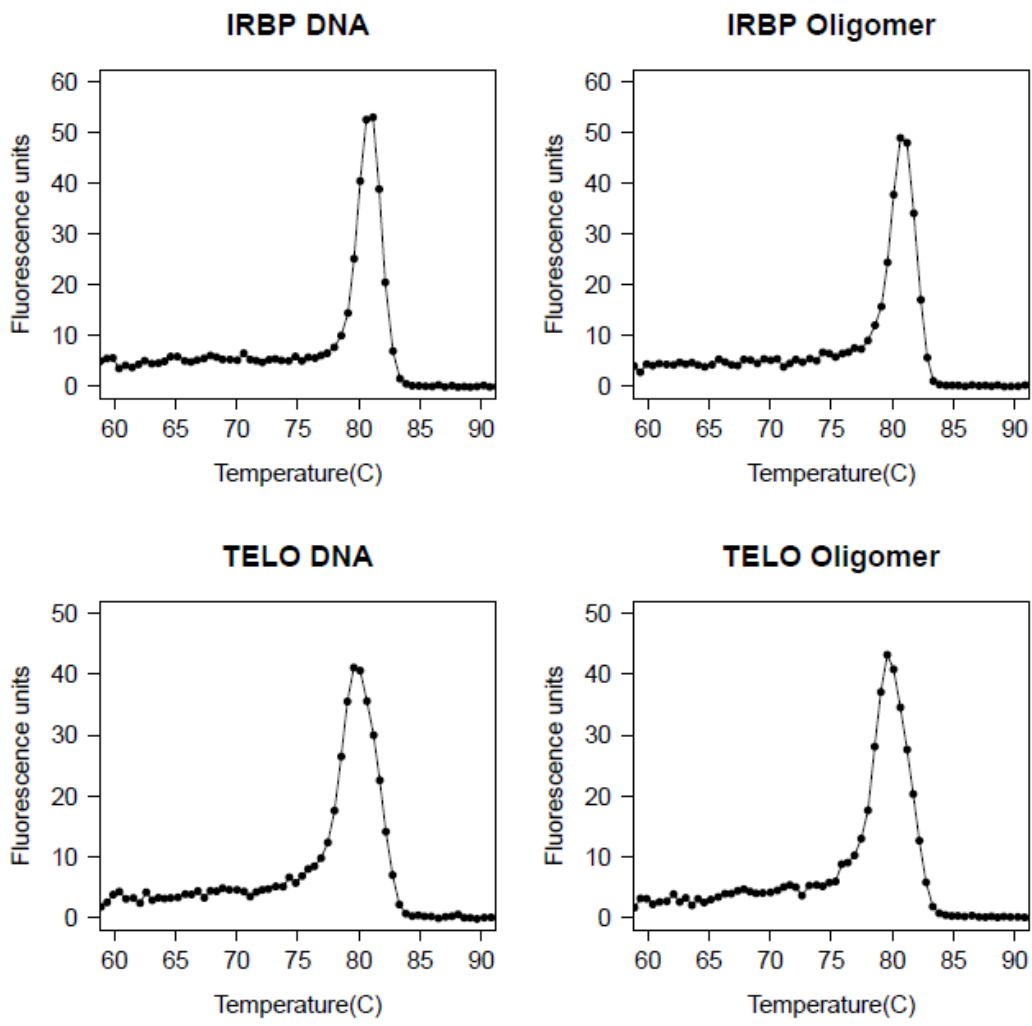 IRBP DNA
Fluorescence units
60
50
40
30
20
10
0
60 65 70 75 80 85 90
Temperature(C)
IRBP Oligomer
Fluorescence units
60
50
40
30
20
10
0
60 65 70 75 80 85 90
Temperature(C)
TELO DNA
Fluorescence units
50
40
30
20
10
0
60 65 70 75 80 85 90
Temperature(C)
TELO Oligomer
Fluorescence units
50
40
30
20
10
0
60 65 70 75 80 85 90
Temperature(C)